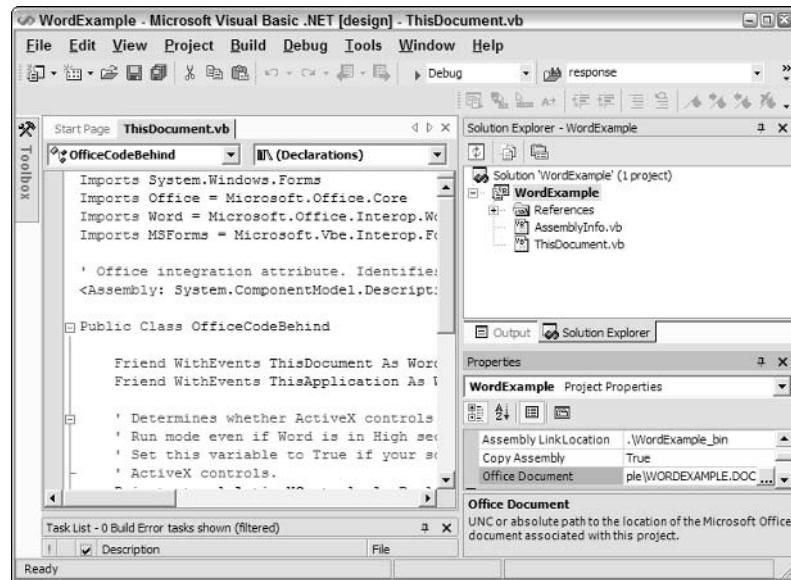 WordExample - Microsoft Visual Basic .NET [design] - ThisDocument.vb
File Edit View Project Build Debug Tools Window Help
Debug
response
Toolbox
Start Page ThisDocument.vb
OfficeCodeBehind
(Declarations)
Imports System.Windows.Forms
Imports Office = Microsoft.Office.Core
Imports Word = Microsoft.Office.Interop.Wo
Imports MSForms = Microsoft.Vbe.Interop.Fo
' Office integration attribute. Identifie
<Assembly: System.ComponentModel.Descript
Public Class OfficeCodeBehind
Friend WithEvents ThisDocument As Word
Friend WithEvents ThisApplication As W
' Determines whether ActiveX controls
' Run mode even if Word is in High sec
' Set this variable to True if your so
' ActiveX controls.
Task List - 0 Build Error tasks shown (filtered)
! Description File
Ready
Solution Explorer - WordExample
Solution 'WordExample' (1 project)
WordExample
References
AssemblyInfo.vb
ThisDocument.vb
Output Solution Explorer
Properties
WordExample Project Properties
Assembly LinkLocation .\WordExample_bin
Copy Assembly True
Office Document ple\WORDEXAMPLE.DOC ...
Office Document
UNC or absolute path to the location of the Microsoft Office
document associated with this project.